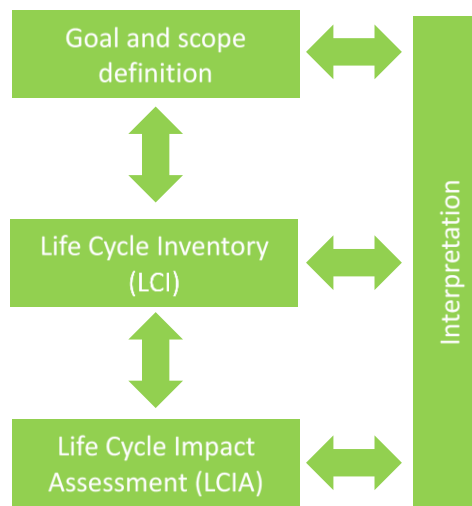 Goal and scope
definition
Life Cycle Inventory
(LCI)
Life Cycle Impact
Assessment (LCIA)
Interpretation